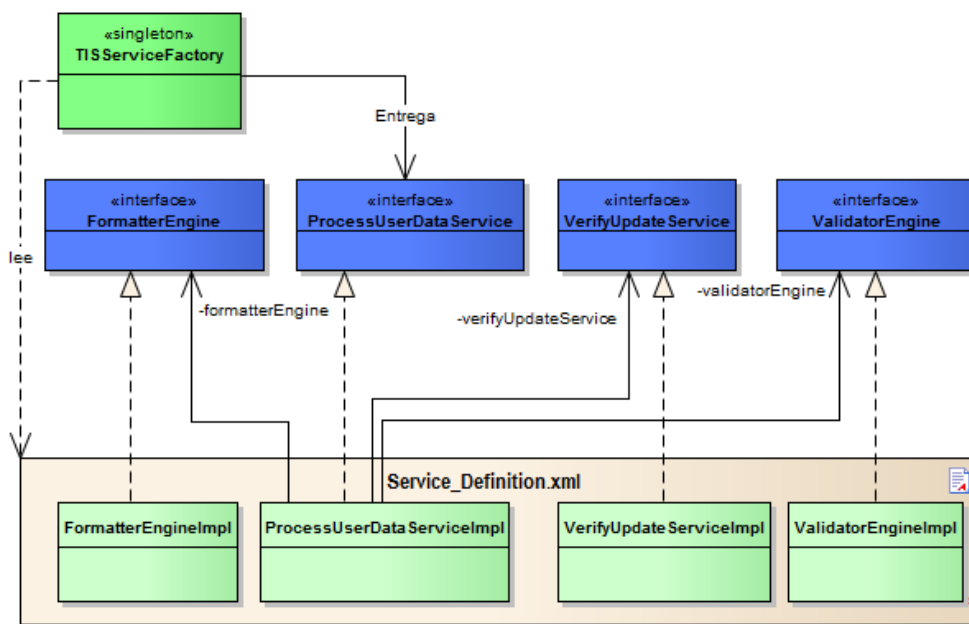 «singleton»
TISServiceFactory
Entrega
«interface»
FormatterEngine
«interface»
ProcessUserDataService
«interface»
VerifyUpdateService
«interface»
ValidatorEngine
lee
-formatterEngine
-verifyUpdateService
-validatorEngine
Service_Definition.xml
FormatterEngineImpl
ProcessUserDataServiceImpl
VerifyUpdateServiceImpl
ValidatorEngineImpl